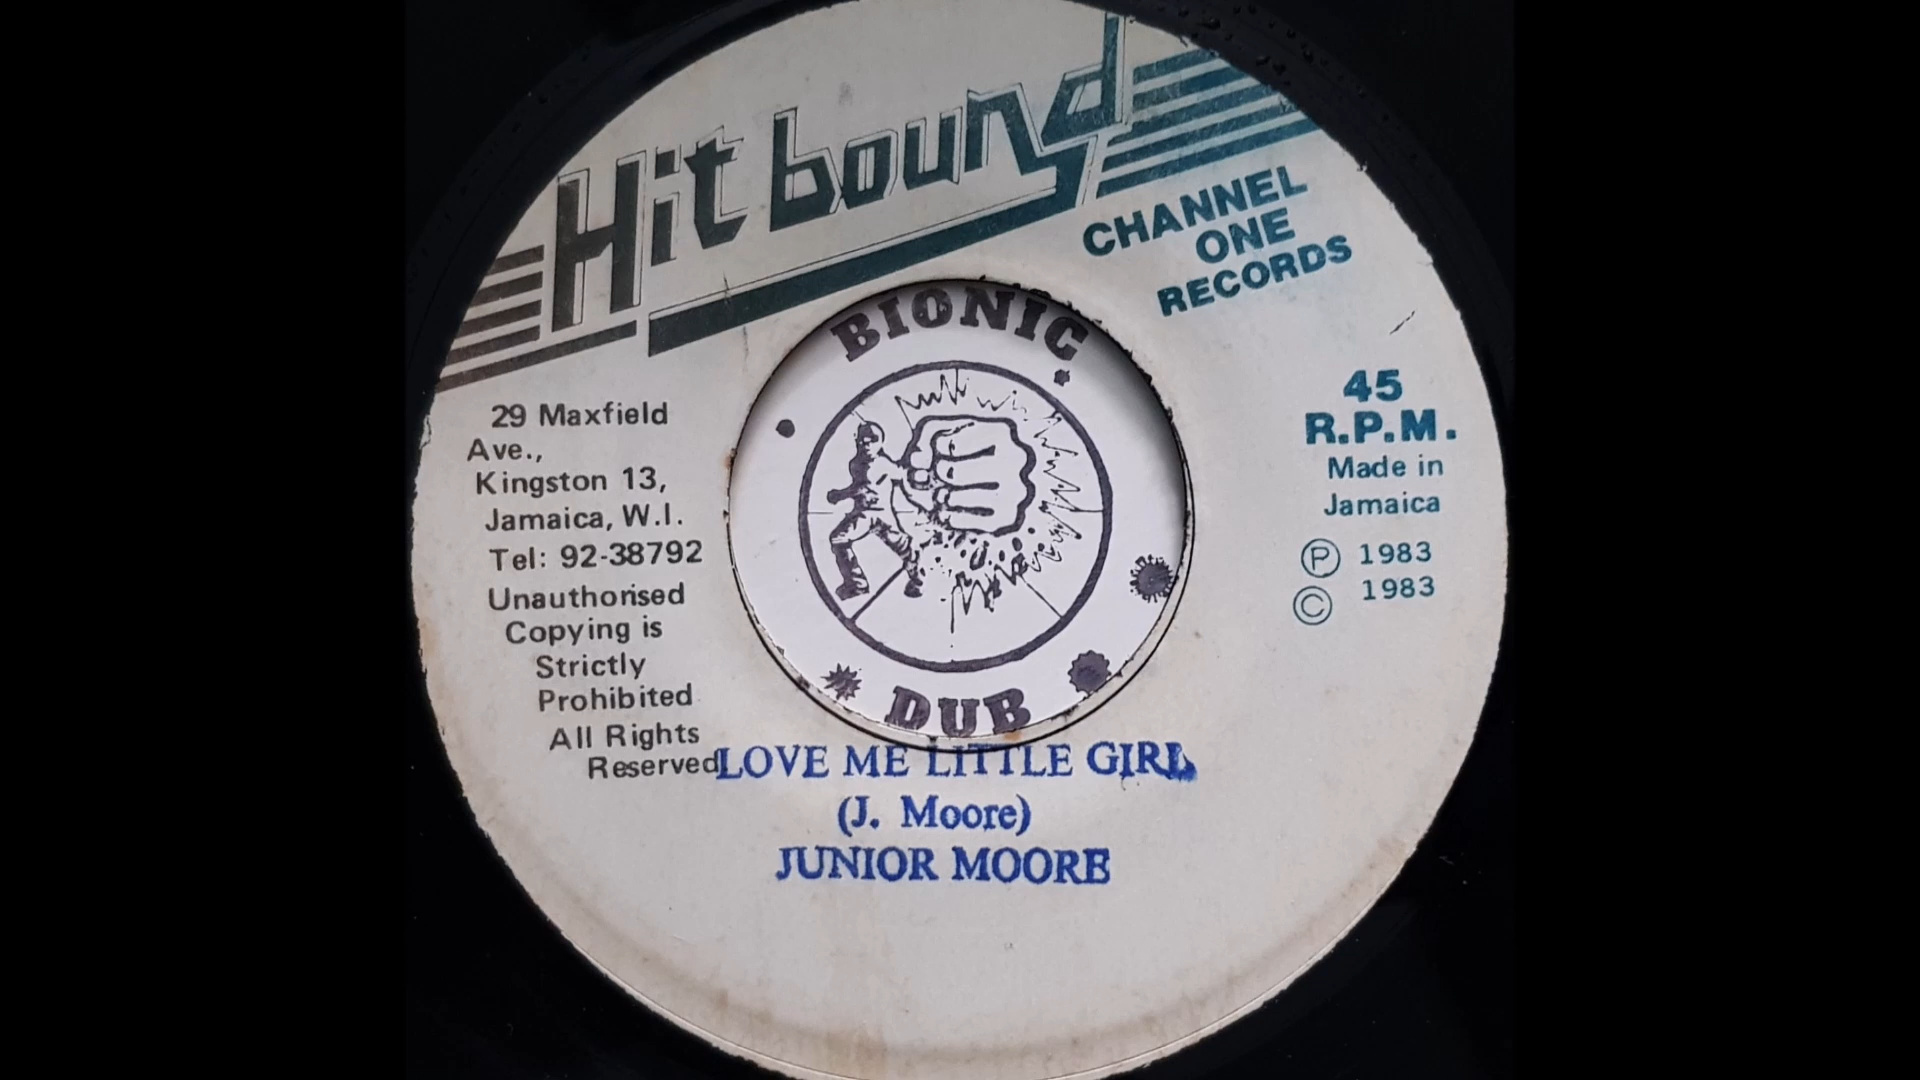 Hit bound
CHANNEL
ONE
RECORDS
29 Maxfield
Ave.,
Kingston 13,
Jamaica, W.I.
Tel: 92-38792
Unauthorised
Copying is
Strictly
Prohibited
All Rights
Reserved
BIONIC
DUB
45
R.P.M.
Made in
Jamaica
Ⓟ 1983
© 1983
LOVE ME LITTLE GIRL
(J. Moore)
JUNIOR MOORE